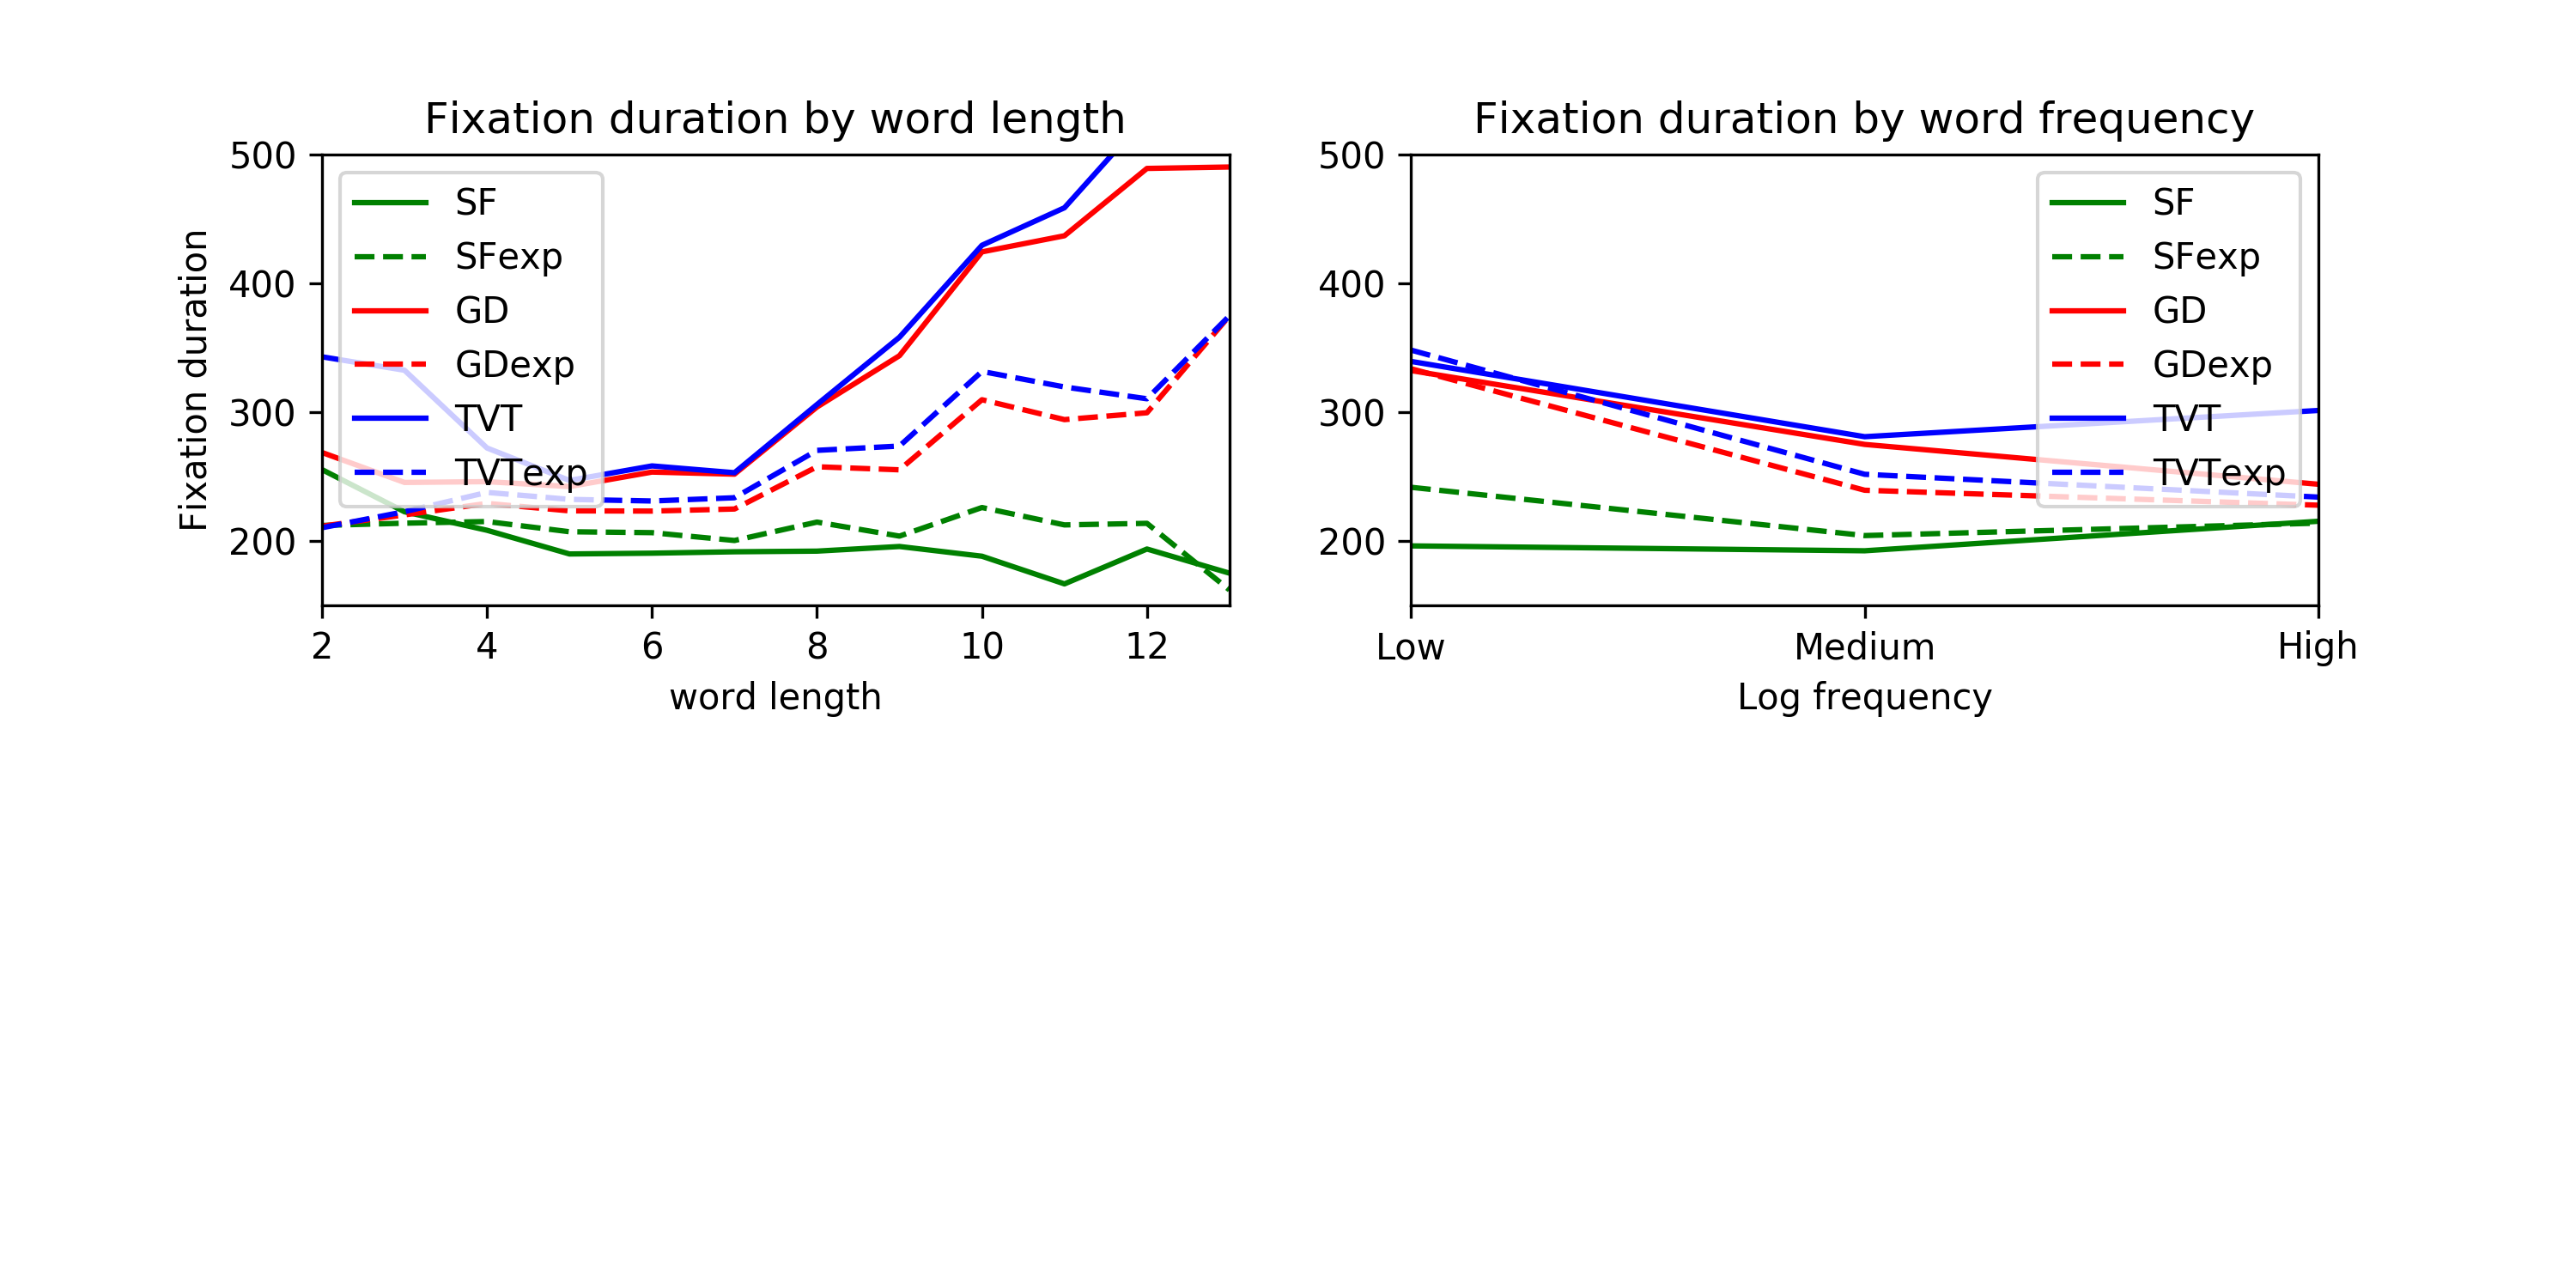 Fixation duration by word length
500
400
300
200
Fixation duration
SF
SFexp
GD
GDexp
TVT
TVTexp
2 4 6 8 10 12
word length
Fixation duration by word frequency
500
400
300
200
SF
SFexp
GD
GDexp
TVT
TVTexp
Low Medium High
Log frequency